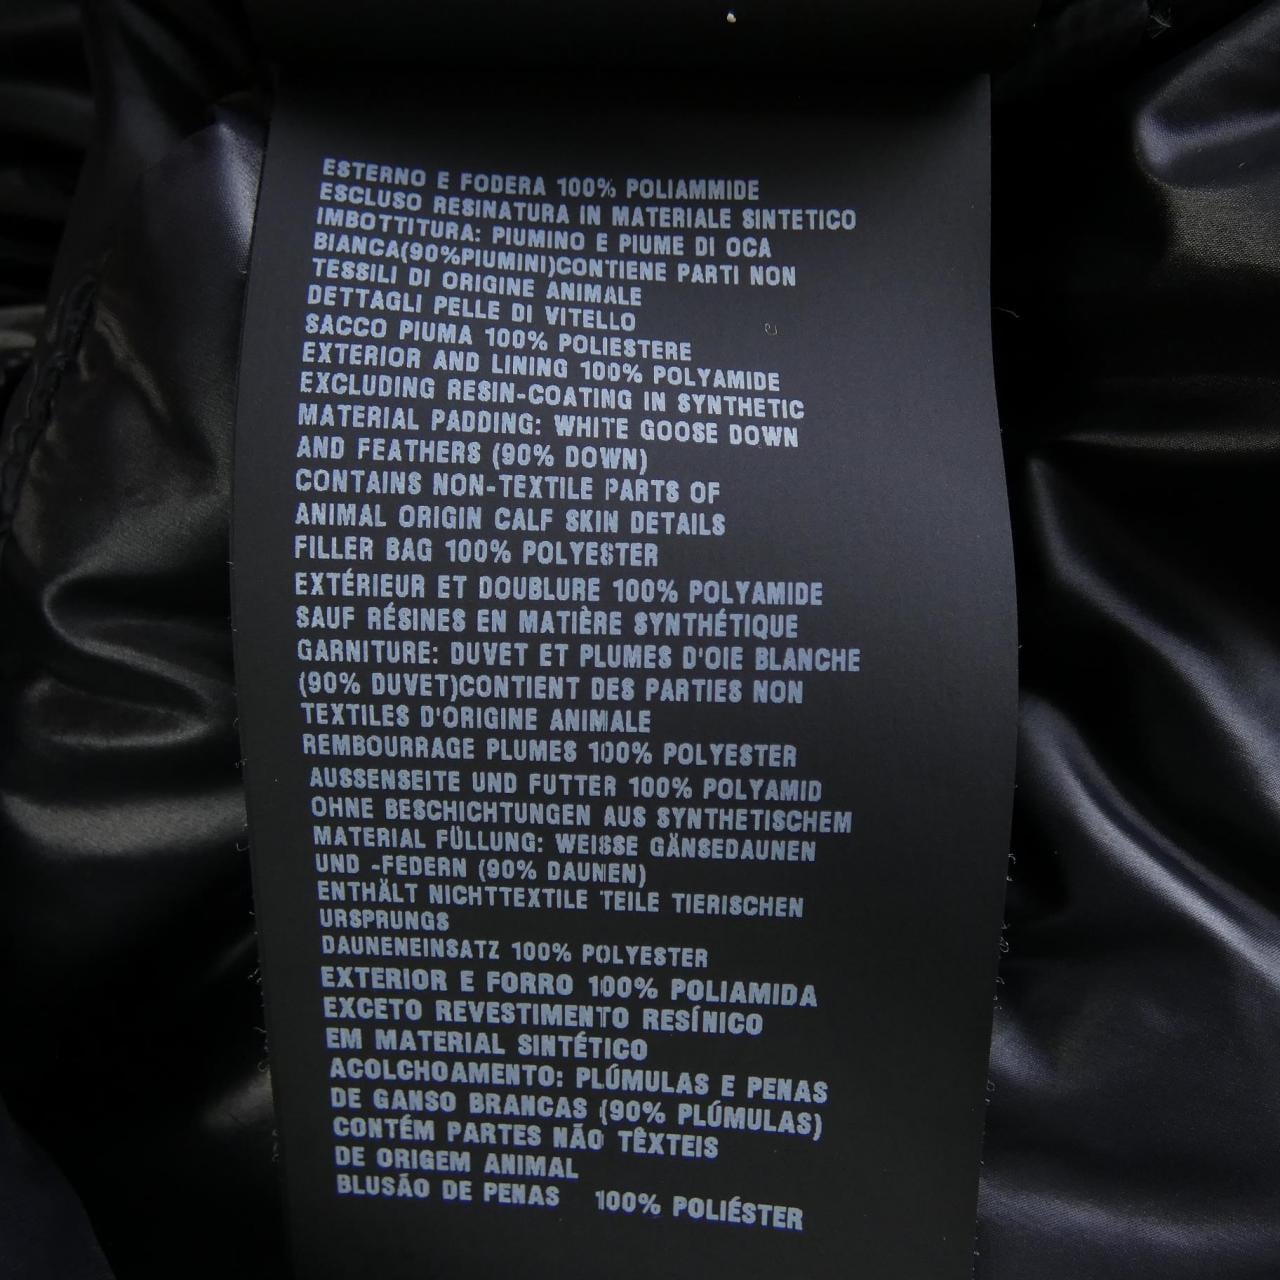 ESTERNO E FODERA 100% POLIAMMIDE
ESCLUSO RESINATURA IN MATERIALE SINTETICO
IMBOTTITURA: PIUMINO E PIUME DI OCA
BIANCA(90%PIUMINI)CONTIENE PARTI NON
TESSILI DI ORIGINE ANIMALE
DETTAGLI PELLE DI VITELLO
SACCO PIUMA 100% POLIESTERE
EXTERIOR AND LINING 100% POLYAMIDE
EXCLUDING RESIN-COATING IN SYNTHETIC
MATERIAL PADDING: WHITE GOOSE DOWN
AND FEATHERS (90% DOWN)
CONTAINS NON-TEXTILE PARTS OF
ANIMAL ORIGIN CALF SKIN DETAILS
FILLER BAG 100% POLYESTER
EXTÉRIEUR ET DOUBLURE 100% POLYAMIDE
SAUF RÉSINES EN MATIÈRE SYNTHÉTIQUE
GARNITURE: DUVET ET PLUMES D'OIE BLANCHE
(90% DUVET)CONTIENT DES PARTIES NON
TEXTILES D'ORIGINE ANIMALE
REMBOURRAGE PLUMES 100% POLYESTER
AUSSENSEITE UND FUTTER 100% POLYAMID
OHNE BESCHICHTUNGEN AUS SYNTHETISCHEM
MATERIAL FÜLLUNG: WEISSE GÄNSEDAUNEN
UND -FEDERN (90% DAUNEN)
ENTHÄLT NICHTTEXTILE TEILE TIERISCHEN
URSPRUNGS
DAUNENEINSATZ 100% POLYESTER
EXTERIOR E FORRO 100% POLIAMIDA
EXCETO REVESTIMENTO RESÍNICO
EM MATERIAL SINTÉTICO
ACOLCHOAMENTO: PLÚMULAS E PENAS
DE GANSO BRANCAS (90% PLÚMULAS)
CONTÉM PARTES NÃO TÊXTEIS
DE ORIGEM ANIMAL
BLUSÃO DE PENAS 100% POLIÉSTER